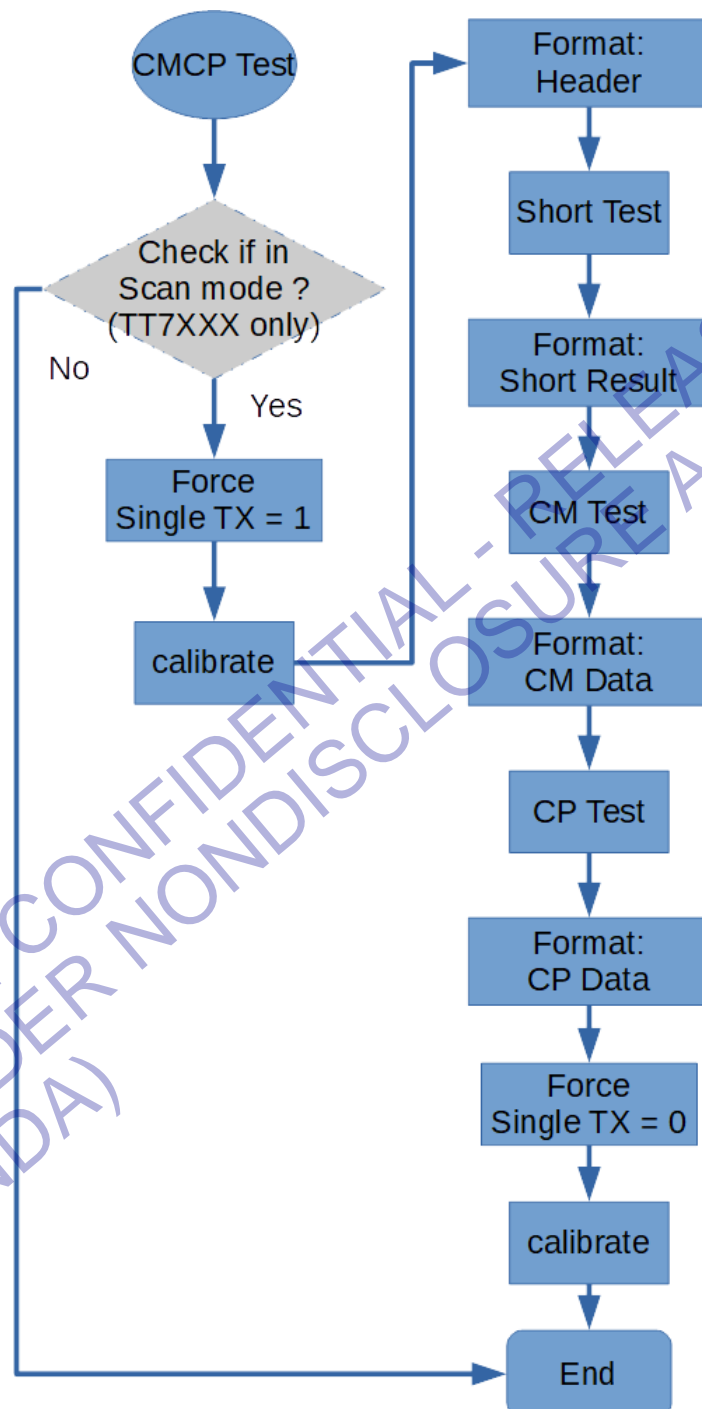 CMCP Test
Check if in
Scan mode ?
(TT7XXX only)
No
Yes
Force
Single TX = 1
calibrate
Format:
Header
Short Test
Format:
Short Result
CM Test
Format:
CM Data
CP Test
Format:
CP Data
Force
Single TX = 0
calibrate
End
CONFIDENTIAL - RELEAS
DER NONDISCLOSURE A
NDA)